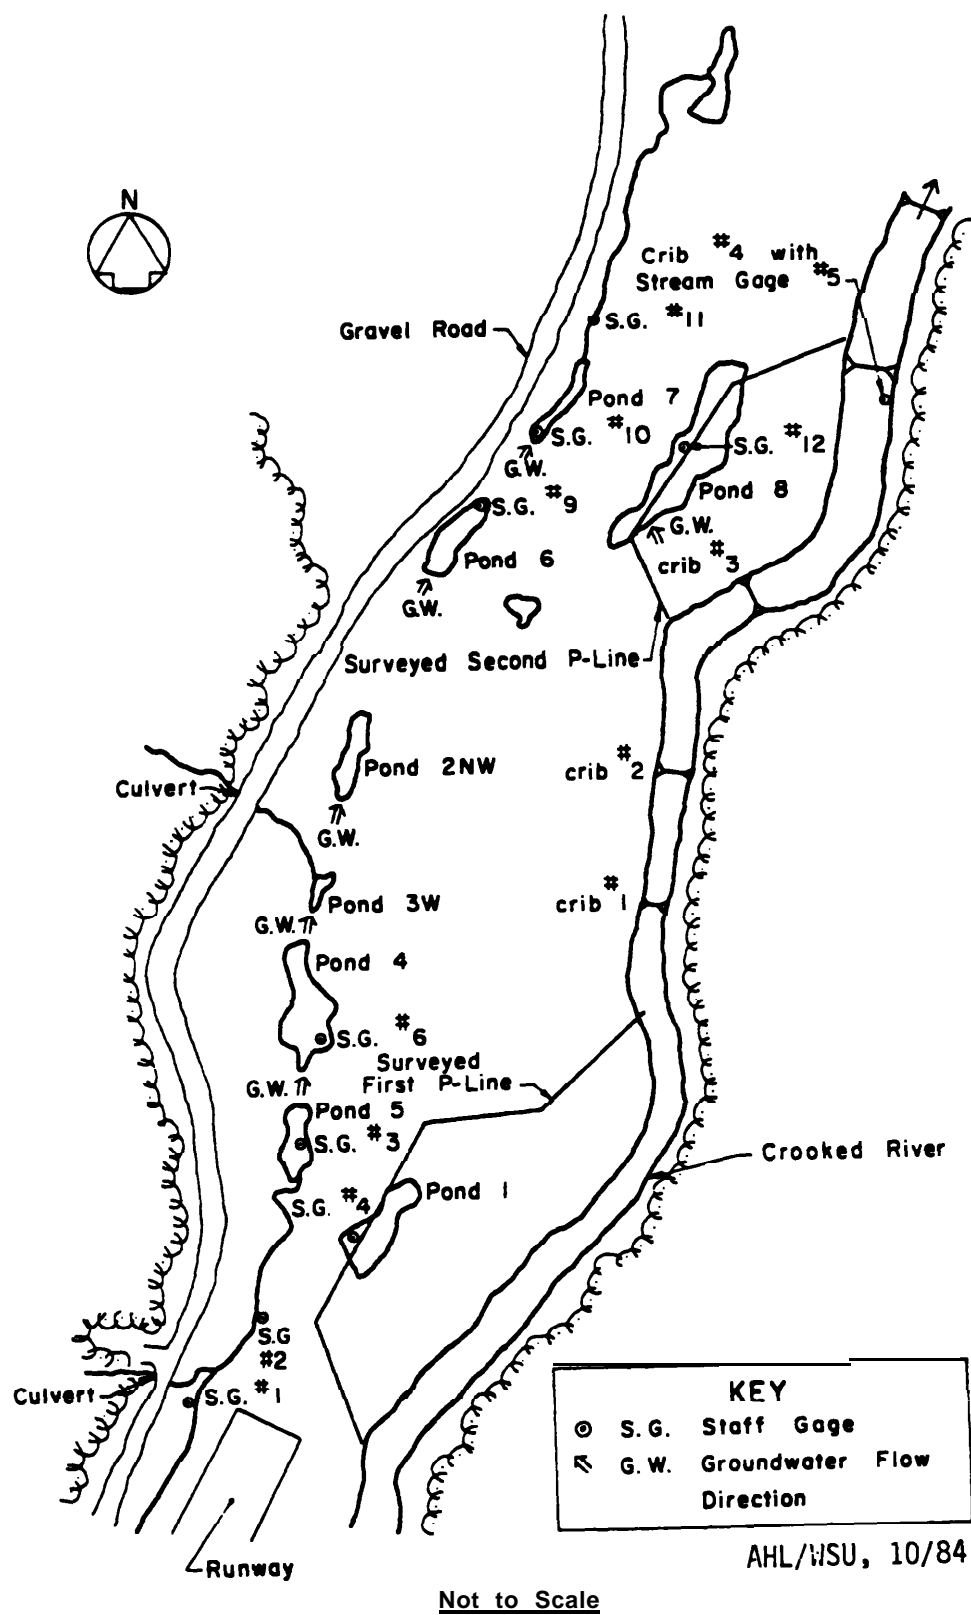 N
Crib #4 with
Stream Gage #5
S.G. #11
Gravel Road
Pond 7
S.G. #10
G.W.
S.G. #12
Pond 8
S.G. #9
G.W.
crib #3
Pond 6
G.W.
Surveyed Second P-Line
Pond 2NW
crib #2
Culvert
G.W.
Pond 3W
crib #1
G.W.
Pond 4
S.G. #6
Surveyed
First P-Line
G.W.
Pond 5
S.G. #3
Crooked River
Pond 1
S.G. #4
S.G
#2
Culvert
S.G. #1
KEY
S.G. Staff Gage
G.W. Groundwater Flow
Direction
AHL/WSU, 10/84
Runway
Not to Scale